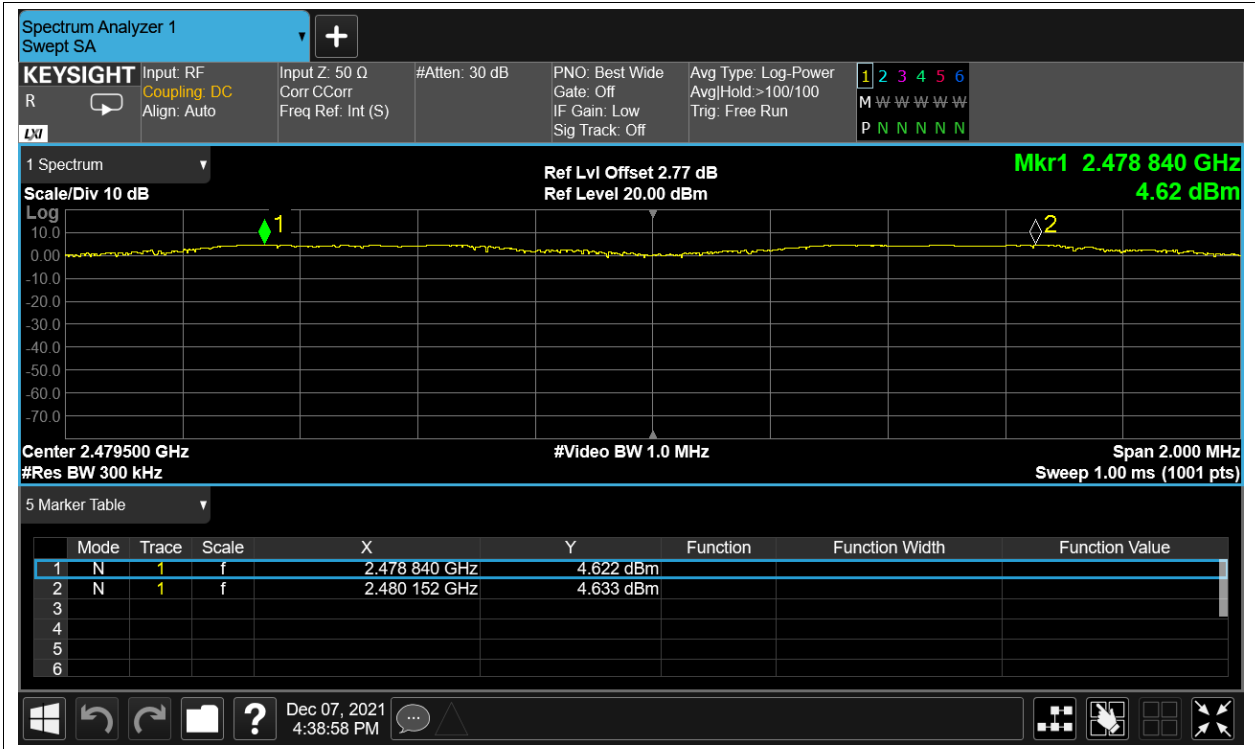 Spectrum Analyzer 1
Swept SA
KEYSIGHT Input: RF Input Z: 50 Ω #Atten: 30 dB PNO: Best Wide Avg Type: Log-Power 1 2 3 4 5 6
R Coupling: DC Corr CCorr Gate: Off Avg|Hold:>100/100 M W W W W W
Align: Auto Freq Ref: Int (S) IF Gain: Low Trig: Free Run
LXI Sig Track: Off P N N N N N
1 Spectrum Ref Lvl Offset 2.77 dB Mkr1 2.478 840 GHz
Scale/Div 10 dB Ref Level 20.00 dBm 4.62 dBm
Log
1 2
10.0
0.00
-10.0
-20.0
-30.0
-40.0
-50.0
-60.0
-70.0
Center 2.479500 GHz #Video BW 1.0 MHz Span 2.000 MHz
#Res BW 300 kHz Sweep 1.00 ms (1001 pts)
5 Marker Table
Mode Trace Scale X Y Function Function Width Function Value
1 N 1 f 2.478 840 GHz 4.622 dBm
2 N 1 f 2.480 152 GHz 4.633 dBm
3
4
5
6
? Dec 07, 2021
4:38:58 PM